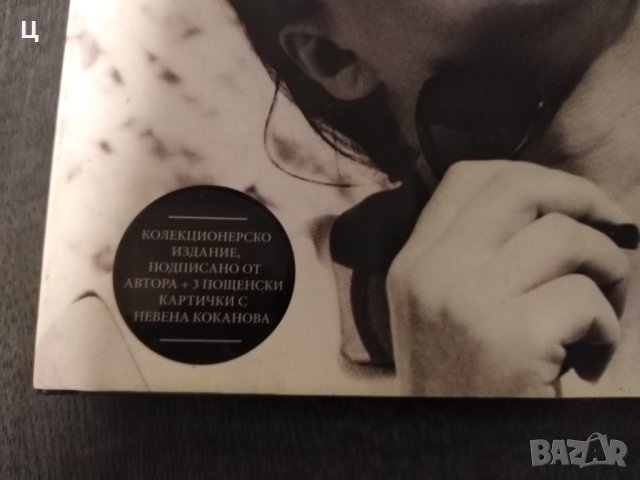 Ц
КОЛЕКЦИОНЕРСКО
ИЗДАНИЕ,
ПОДПИСАНО ОТ
АВТОРА + 3 ПОЩЕНСКИ
КАРТИЧКИ С
НЕВЕНА КОКАНОВА
BAZAR